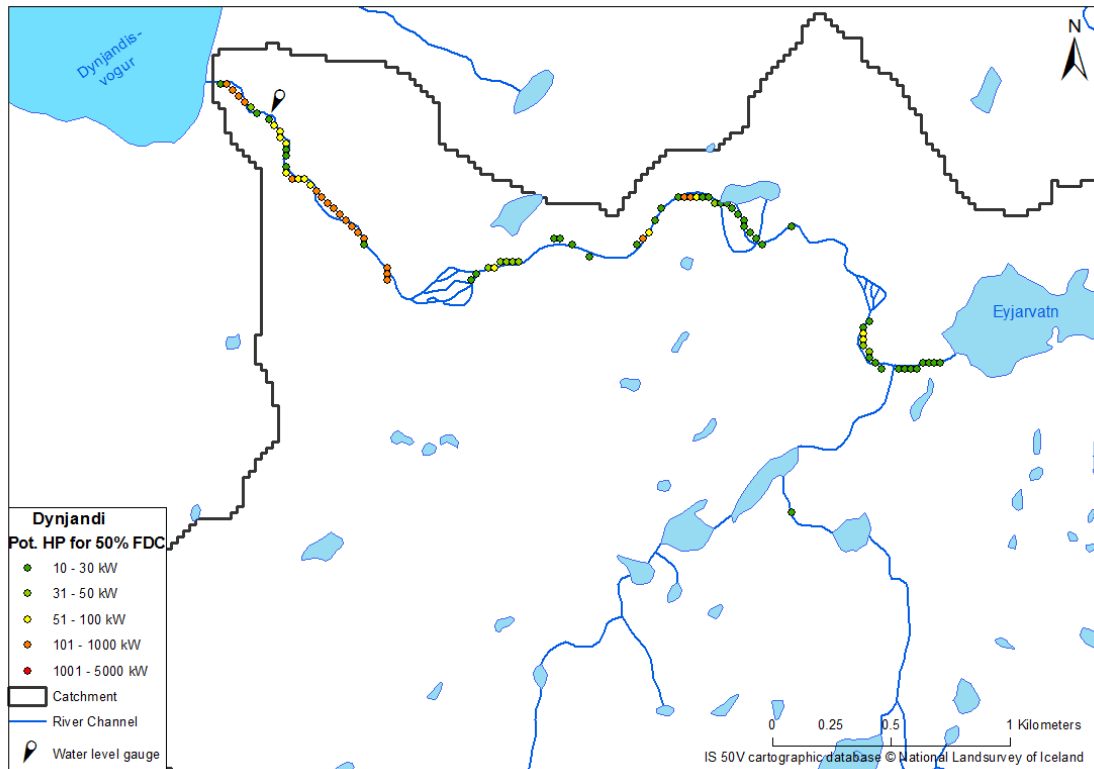 Dynjandis-
vogur
N
Eyjarvatn
Dynjandi
Pot. HP for 50% FDC
10 - 30 kW
31 - 50 kW
51 - 100 kW
101 - 1000 kW
1001 - 5000 kW
Catchment
River Channel
Water level gauge
0 0.25 0.5 1 Kilometers
IS 50V cartographic database © National Landsurvey of Iceland